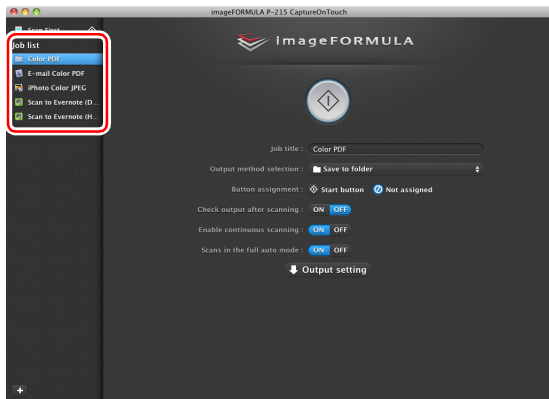 imageFORMULA P-215 CaptureOnTouch
Scan First
Job list
Color PDF
E-mail Color PDF
iPhoto Color JPEG
Scan to Evernote (D...
Scan to Evernote (H...
imageFORMULA
Job title : Color PDF
Output method selection : Save to folder
Button assignment : Start button Not assigned
Check output after scanning : ON OFF
Enable continuous scanning : ON OFF
Scans in the full auto mode : ON OFF
Output setting
+